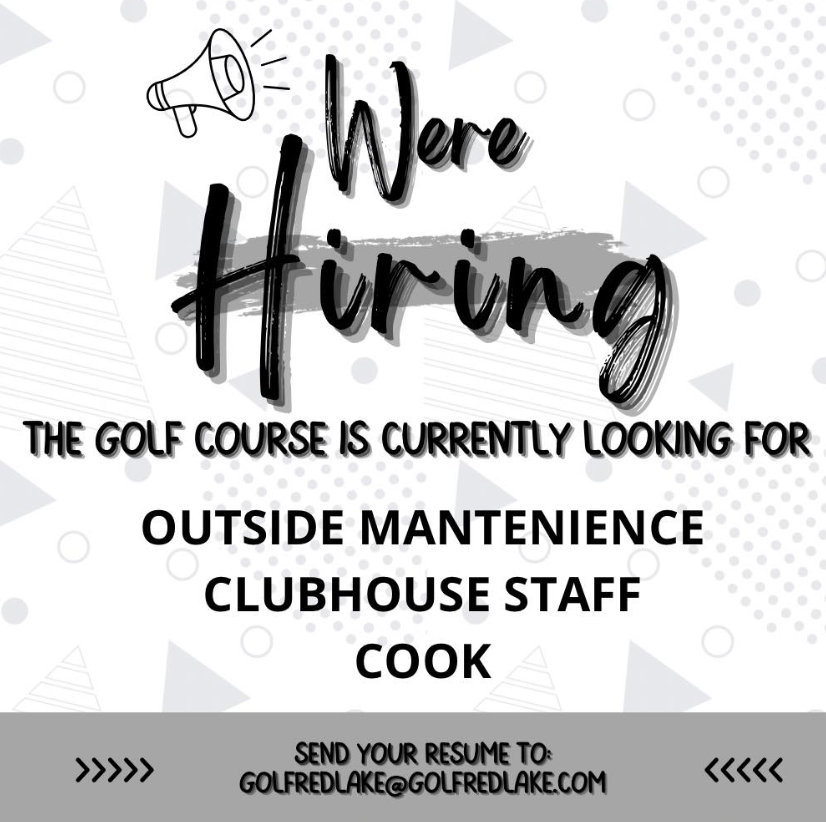 Were
Hiring
THE GOLF COURSE IS CURRENTLY LOOKING FOR
OUTSIDE MANTENIENCE
CLUBHOUSE STAFF
COOK
SEND YOUR RESUME TO:
GOLFREDLAKE@GOLFREDLAKE.COM